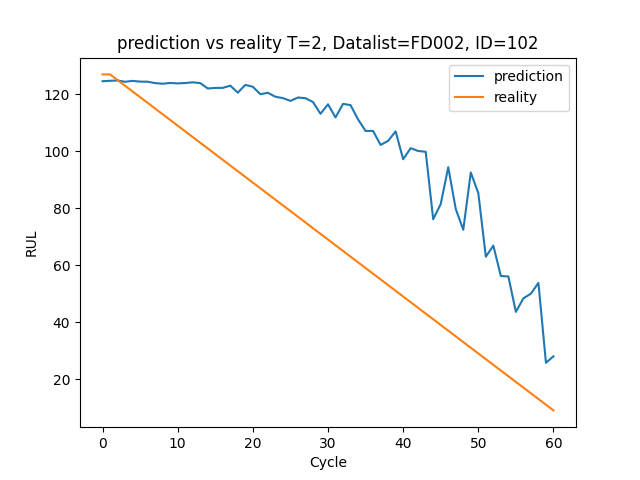 prediction vs reality T=2, Datalist=FD002, ID=102
prediction
reality
RUL
120
100
80
60
40
20
0 10 20 30 40 50 60
Cycle